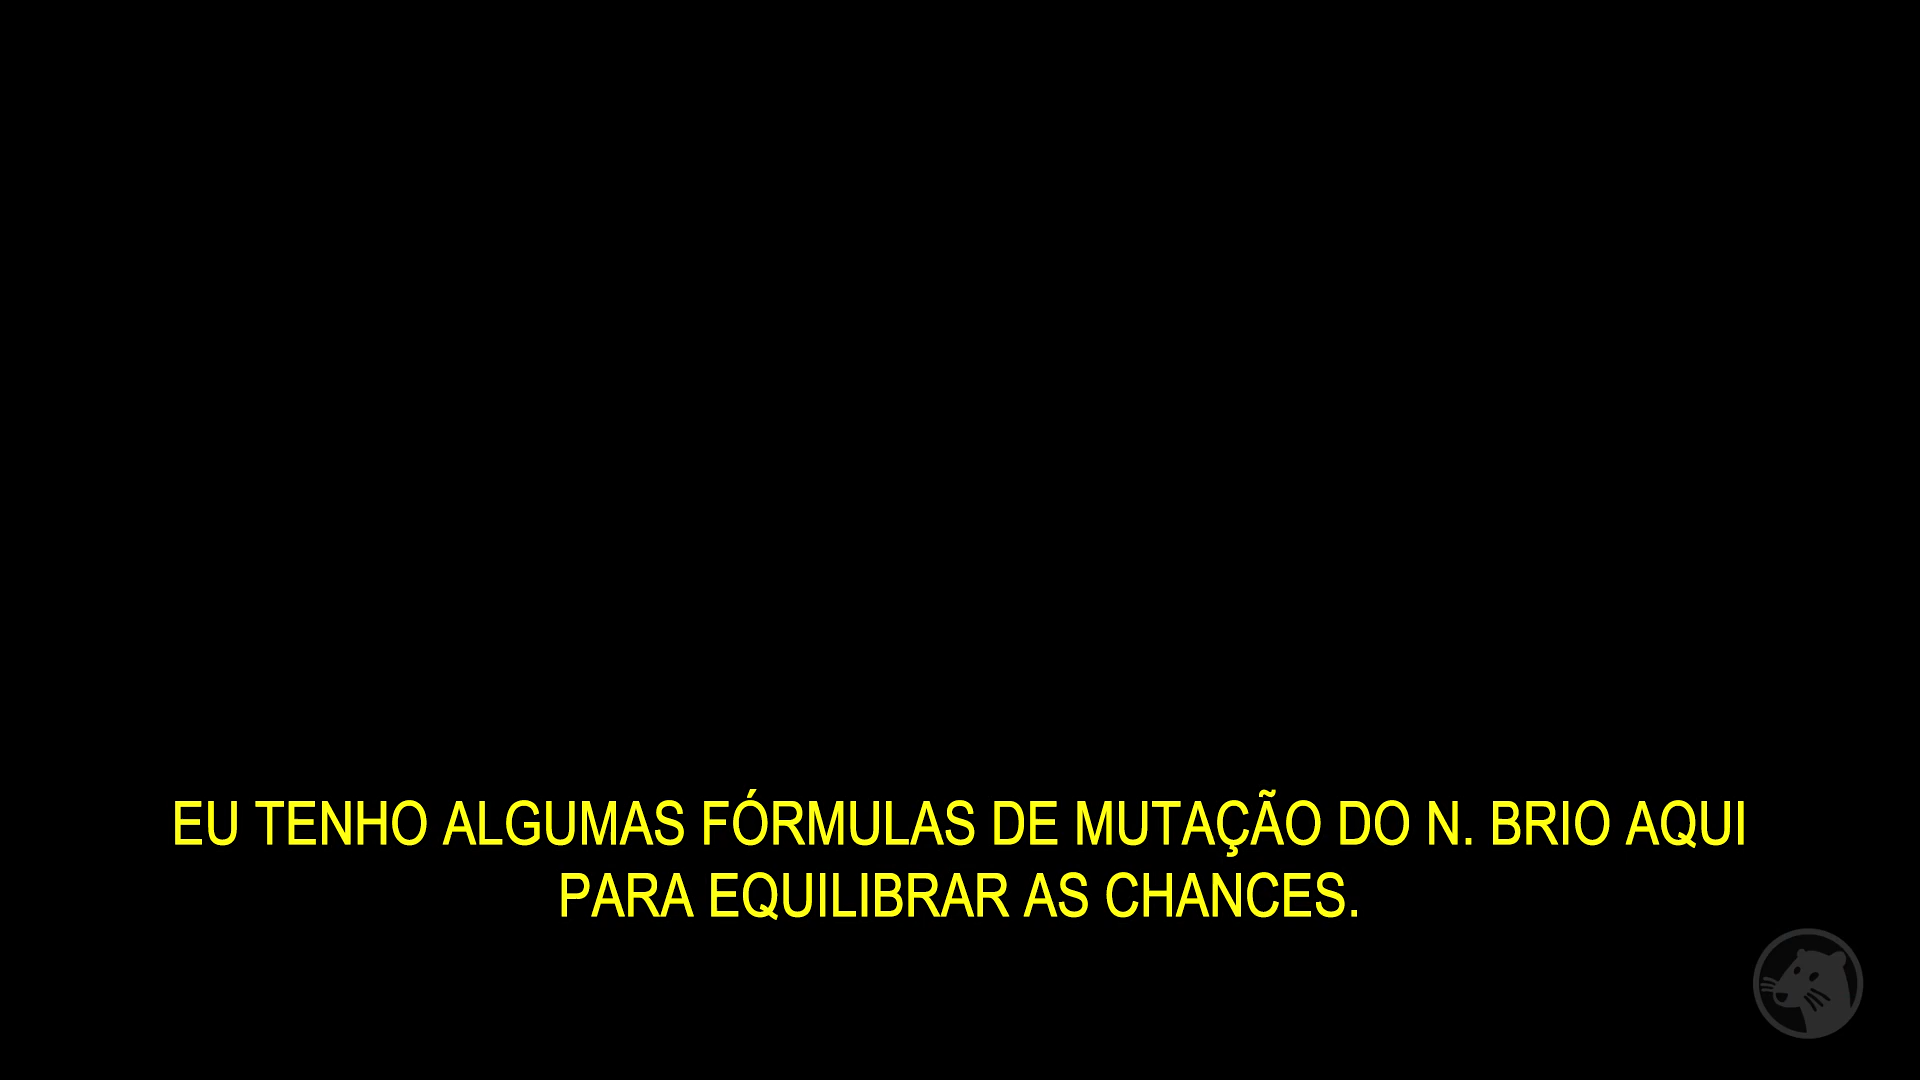 EU TENHO ALGUMAS FÓRMULAS DE MUTAÇÃO DO N. BRIO AQUI
PARA EQUILIBRAR AS CHANCES.